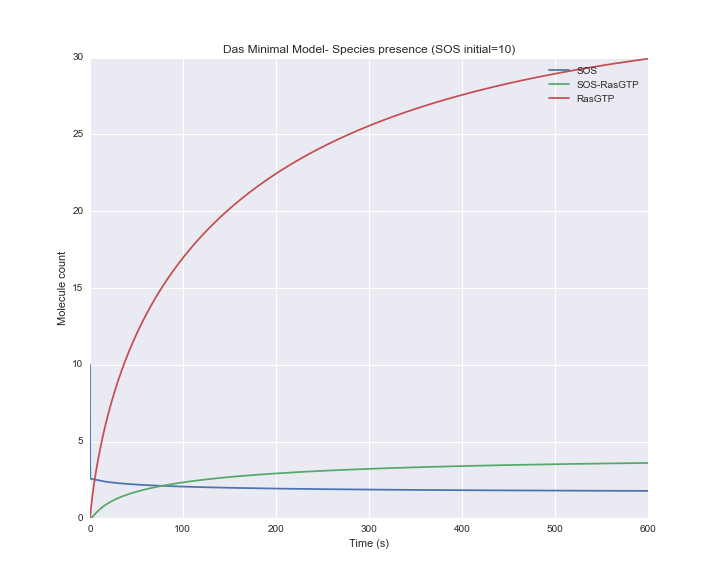 Das Minimal Model- Species presence (SOS initial=10)
30
25
20
15
10
5
0
Molecule count
SOS
SOS-RasGTP
RasGTP
0
100
200
300
400
500
600
Time (s)